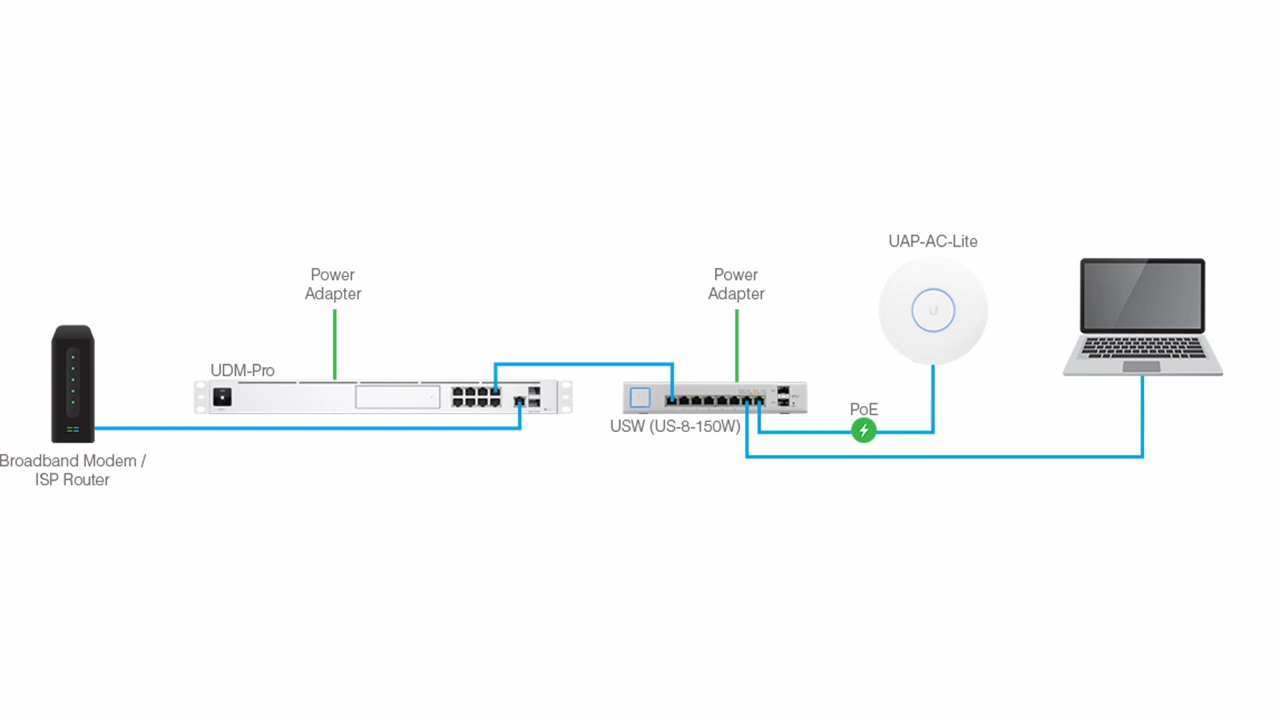 UAP-AC-Lite
Power
Adapter
Power
Adapter
UDM-Pro
PoE
USW (US-8-150W)
Broadband Modem /
ISP Router